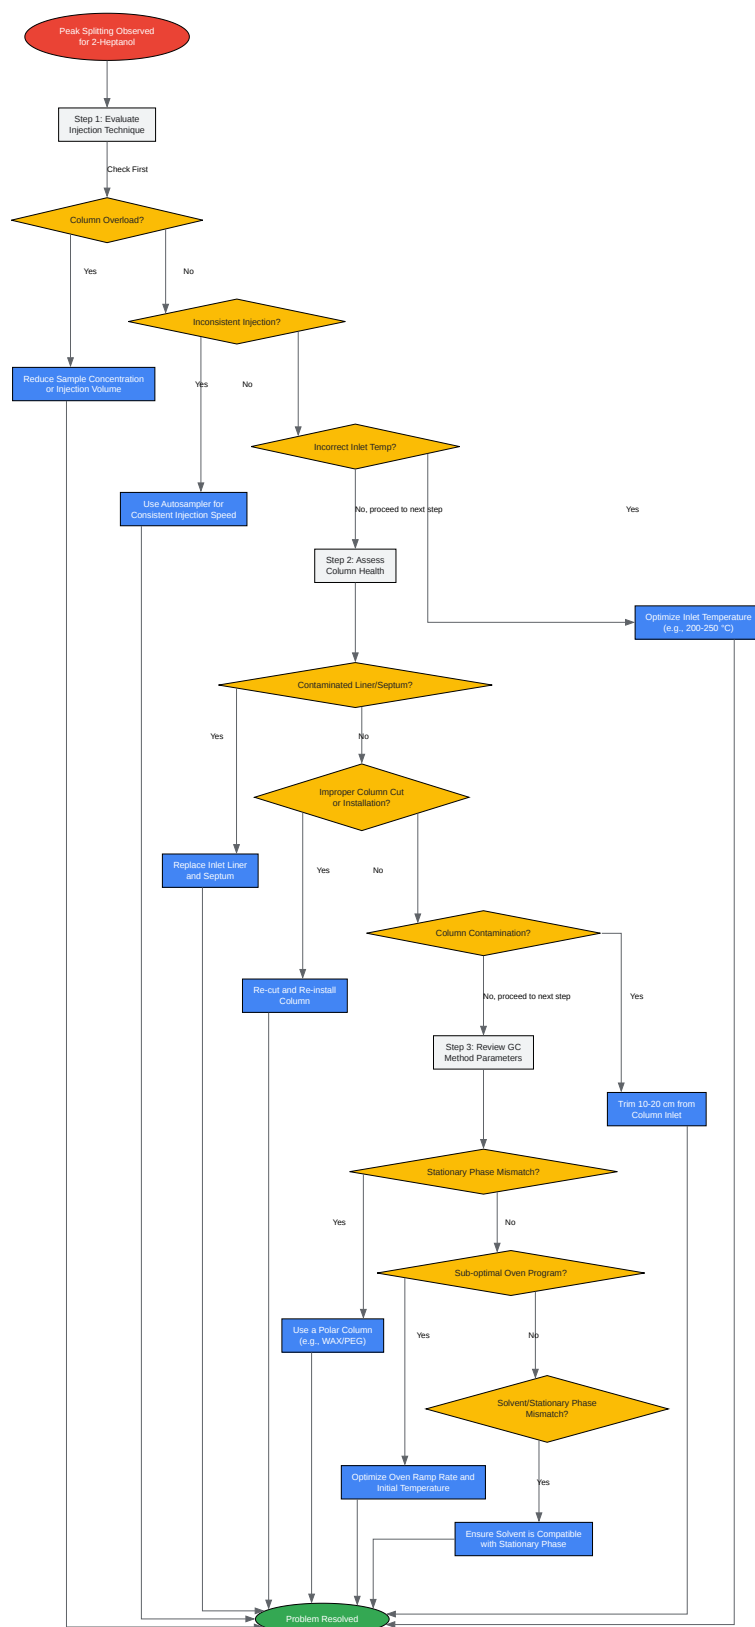 Peak Splitting Observed
for 2-Heptanol
Step 1: Evaluate
Injection Technique
Check First
Column Overload?
Yes
No
Inconsistent Injection?
Reduce Sample Concentration
or Injection Volume
Yes
No
Incorrect Inlet Temp?
Use Autosampler for
Consistent Injection Speed
No, proceed to next step
Yes
Step 2: Assess
Column Health
Optimize Inlet Temperature
(e.g., 200-250 °C)
Contaminated Liner/Septum?
Yes
No
Improper Column Cut
or Installation?
Replace Inlet Liner
and Septum
Yes
No
Column Contamination?
Re-cut and Re-install
Column
No, proceed to next step
Yes
Step 3: Review GC
Method Parameters
Trim 10-20 cm from
Column Inlet
Stationary Phase Mismatch?
Yes
No
Sub-optimal Oven Program?
Use a Polar Column
(e.g., WAX/PEG)
Yes
No
Solvent/Stationary Phase
Mismatch?
Optimize Oven Ramp Rate and
Initial Temperature
Yes
Ensure Solvent is Compatible
with Stationary Phase
Problem Resolved